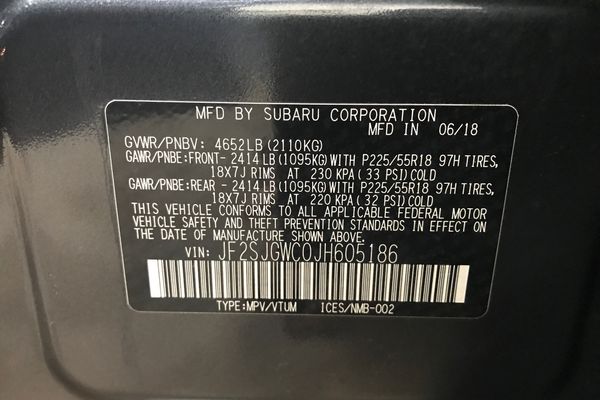 MFD BY SUBARU CORPORATION
MFD IN 06/18
GVWR/PNBV: 4652LB (2110KG)
GAWR/PNBE:FRONT- 2414LB (1095KG)WITH P225/55R18 97H TIRES,
18X7J RIMS AT 230 KPA( 33 PSI)COLD
GAWR/PNBE:REAR - 2414LB (1095KG)WITH P225/55R18 97H TIRES,
18X7J RIMS AT 220 KPA( 32 PSI)COLD
THIS VEHICLE CONFORMS TO ALL APPLICABLE FEDERAL MOTOR
VEHICLE SAFETY AND THEFT PREVENTION STANDARDS IN EFFECT ON
THE DATE OF MANUFACTURE SHOWN ABOVE.
VIN: JF2SJGWC0JH605186
TYPE:MPV/VTUM ICES/NMB-002